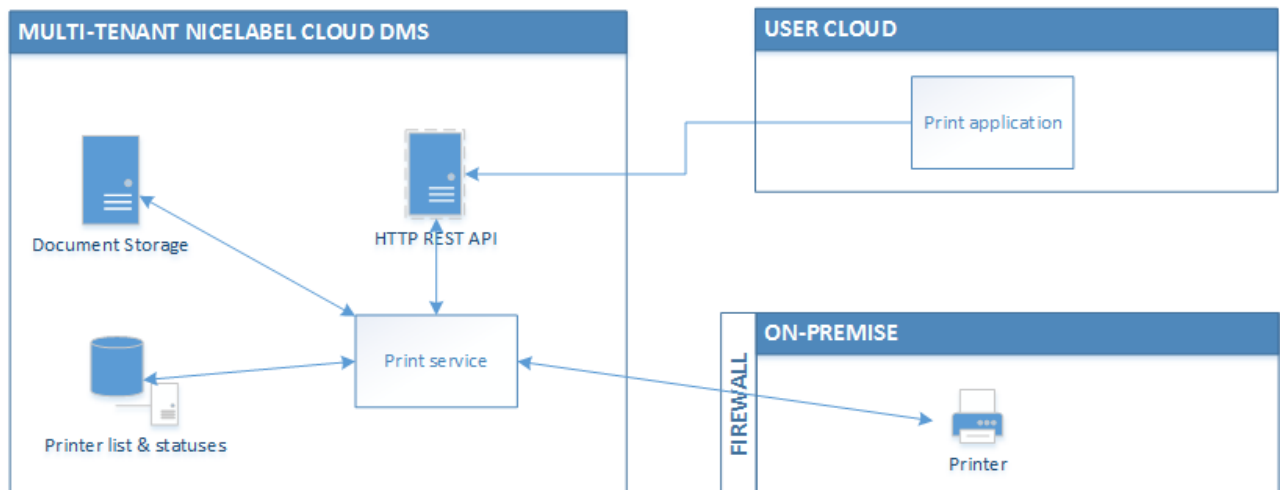 MULTI-TENANT NICELABEL CLOUD DMS
Document Storage
HTTP REST API
Print service
Printer list & statuses
USER CLOUD
Print application
FIREWALL
ON-PREMISE
Printer